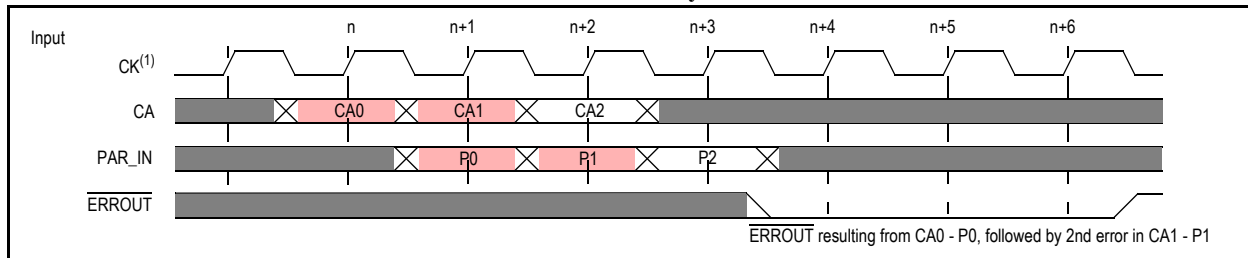 n n+1 n+2 n+3 n+4 n+5 n+6
Input
CK(1)
CA CA0 CA1 CA2
PAR_IN P0 P1 P2
ERROUT
ERROUT resulting from CA0 - P0, followed by 2nd error in CA1 - P1